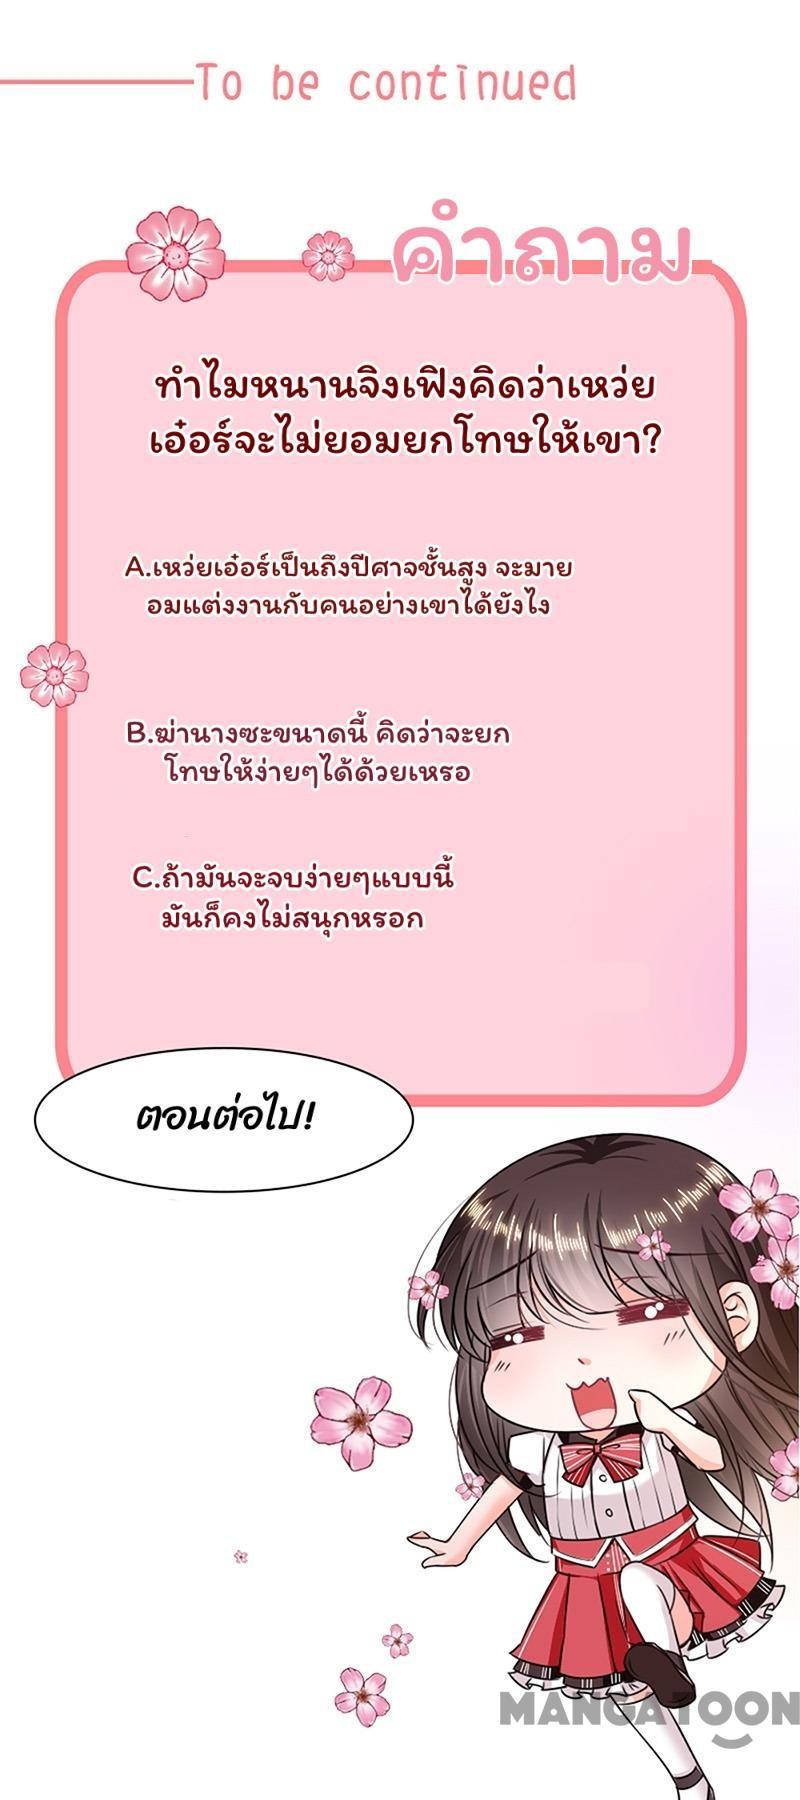 To be continued
คำถาม
ทำไมหนานจิงเฟิงคิดว่าเหว่ย
เอ๋อร์จะไม่ยอมยกโทษให้เขา?
A.เหว่ยเอ๋อร์เป็นถึงปีศาจชั้นสูง จะมาย
อมแต่งงานกับคนอย่างเขาได้ยังไง
B.ฆ่านางซะขนาดนี้ คิดว่าจะยก
โทษให้ง่ายๆได้ด้วยเหรอ
C.ถ้ามันจะจบง่ายๆแบบนี้
มันก็คงไม่สนุกหรอก
ตอนต่อไป!
MANGATOON